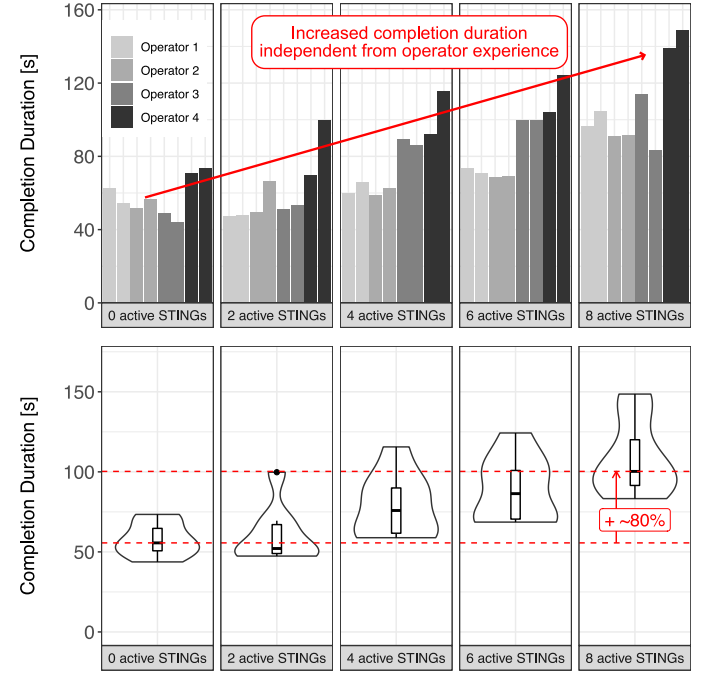 Completion Duration [s]
160
120
80
40
0
Operator 1
Operator 2
Operator 3
Operator 4
Increased completion duration
independent from operator experience
0 active STINGs
2 active STINGs
4 active STINGs
6 active STINGs
8 active STINGs
Completion Duration [s]
150
100
50
0
+ ~80%
0 active STINGs
2 active STINGs
4 active STINGs
6 active STINGs
8 active STINGs